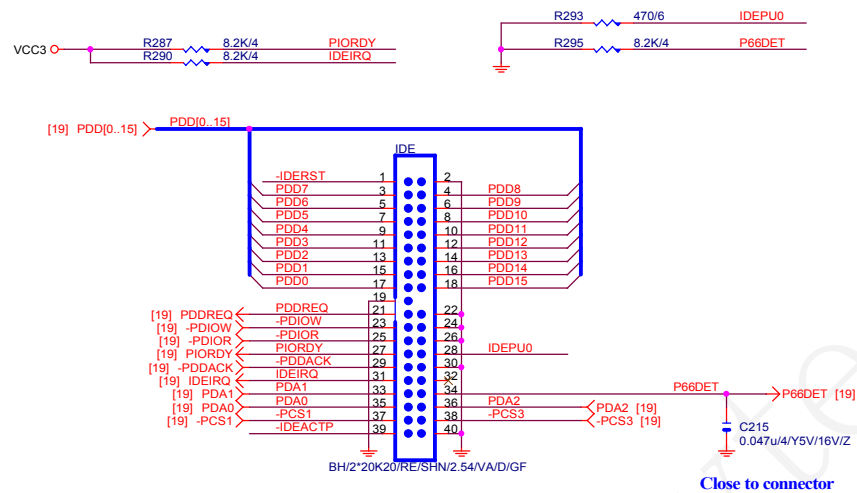 R293 470/6 IDEPU0
VCC3 R287 8.2K/4 PIORDY
R290 8.2K/4 IDEIRQ
R295 8.2K/4 P66DET
[19] PDD[0..15] PDD[0..15]
IDE
-IDERST 1 2
PDD7 3 4 PDD8
PDD6 5 6 PDD9
PDD5 7 8 PDD10
PDD4 9 10 PDD11
PDD3 11 12 PDD12
PDD2 13 14 PDD13
PDD1 15 16 PDD14
PDD0 17 18 PDD15
19
[19] PDDREQ PDDREQ 21 22
[19] -PDIOW -PDIOW 23 24
[19] -PDIOR -PDIOR 25 26
[19] PIORDY PIORDY 27 28 IDEPU0
[19] -PDDACK -PDDACK 29 30
[19] IDEIRQ IDEIRQ 31 32
[19] PDA1 PDA1 33 34 P66DET P66DET [19]
[19] PDA0 PDA0 35 36 PDA2 PDA2 [19]
[19] -PCS1 -PCS1 37 38 -PCS3 -PCS3 [19]
-IDEACTP 39 40
C215
0.047u/4/Y5V/16V/Z
BH/2*20K20/RE/SHN/2.54/VA/D/GF
Close to connector